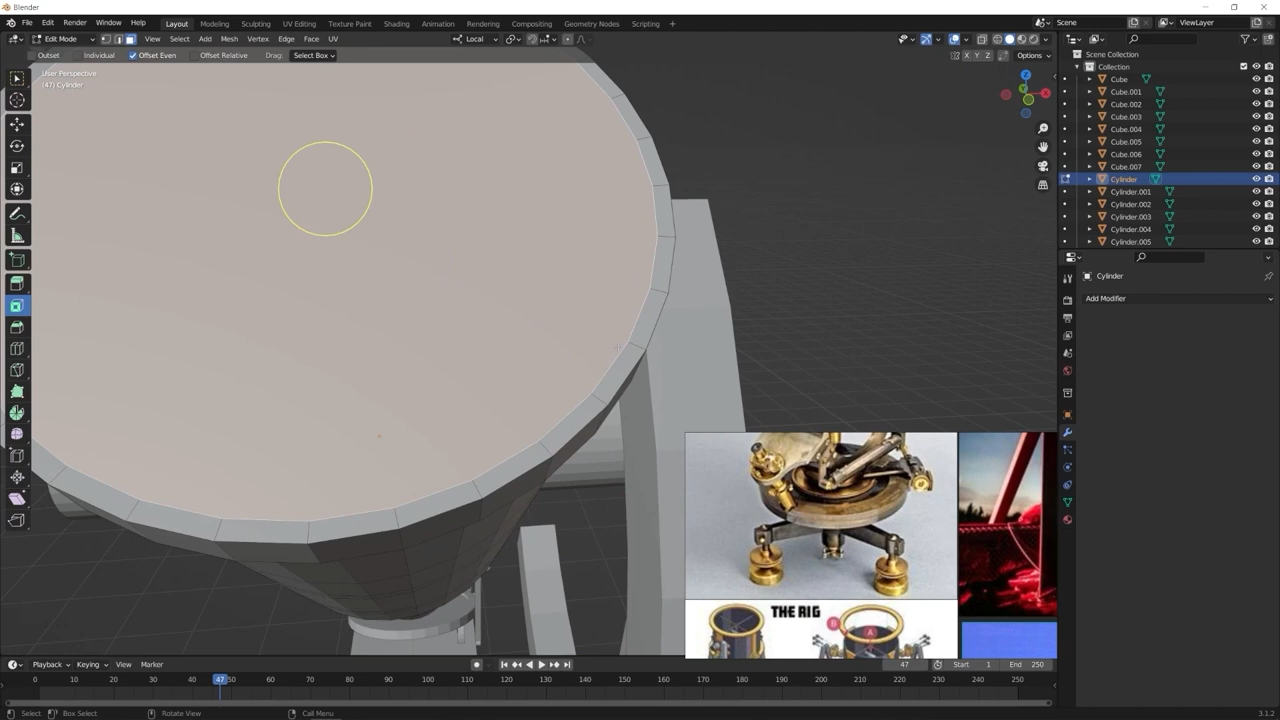 Blender
File Edit Render Window Help Layout Modeling Sculpting UV Editing Texture Paint Shading Animation Rendering Compositing Geometry Nodes Scripting + Scene ViewLayer
Edit Mode View Select Add Mesh Vertex Edge Face UV Local
Outset Individual Offset Even Offset Relative Drag: Select Box X Y Z Options
User Perspective
(47) Cylinder
Z
X
Y
Scene Collection
Collection
Cube
Cube.001
Cube.002
Cube.003
Cube.004
Cube.005
Cube.006
Cube.007
Cylinder
Cylinder.001
Cylinder.002
Cylinder.003
Cylinder.004
Cylinder.005
Cylinder
Add Modifier
THE RIG
B
A
Playback Keying View Marker 47 Start 1 End 250
0 10 20 30 40 47 50 60 70 80 90 100 110 120 130 140 150 160 170 180 190 200 210 220 230 240 250
Select Box Select Rotate View Call Menu 3.1.2